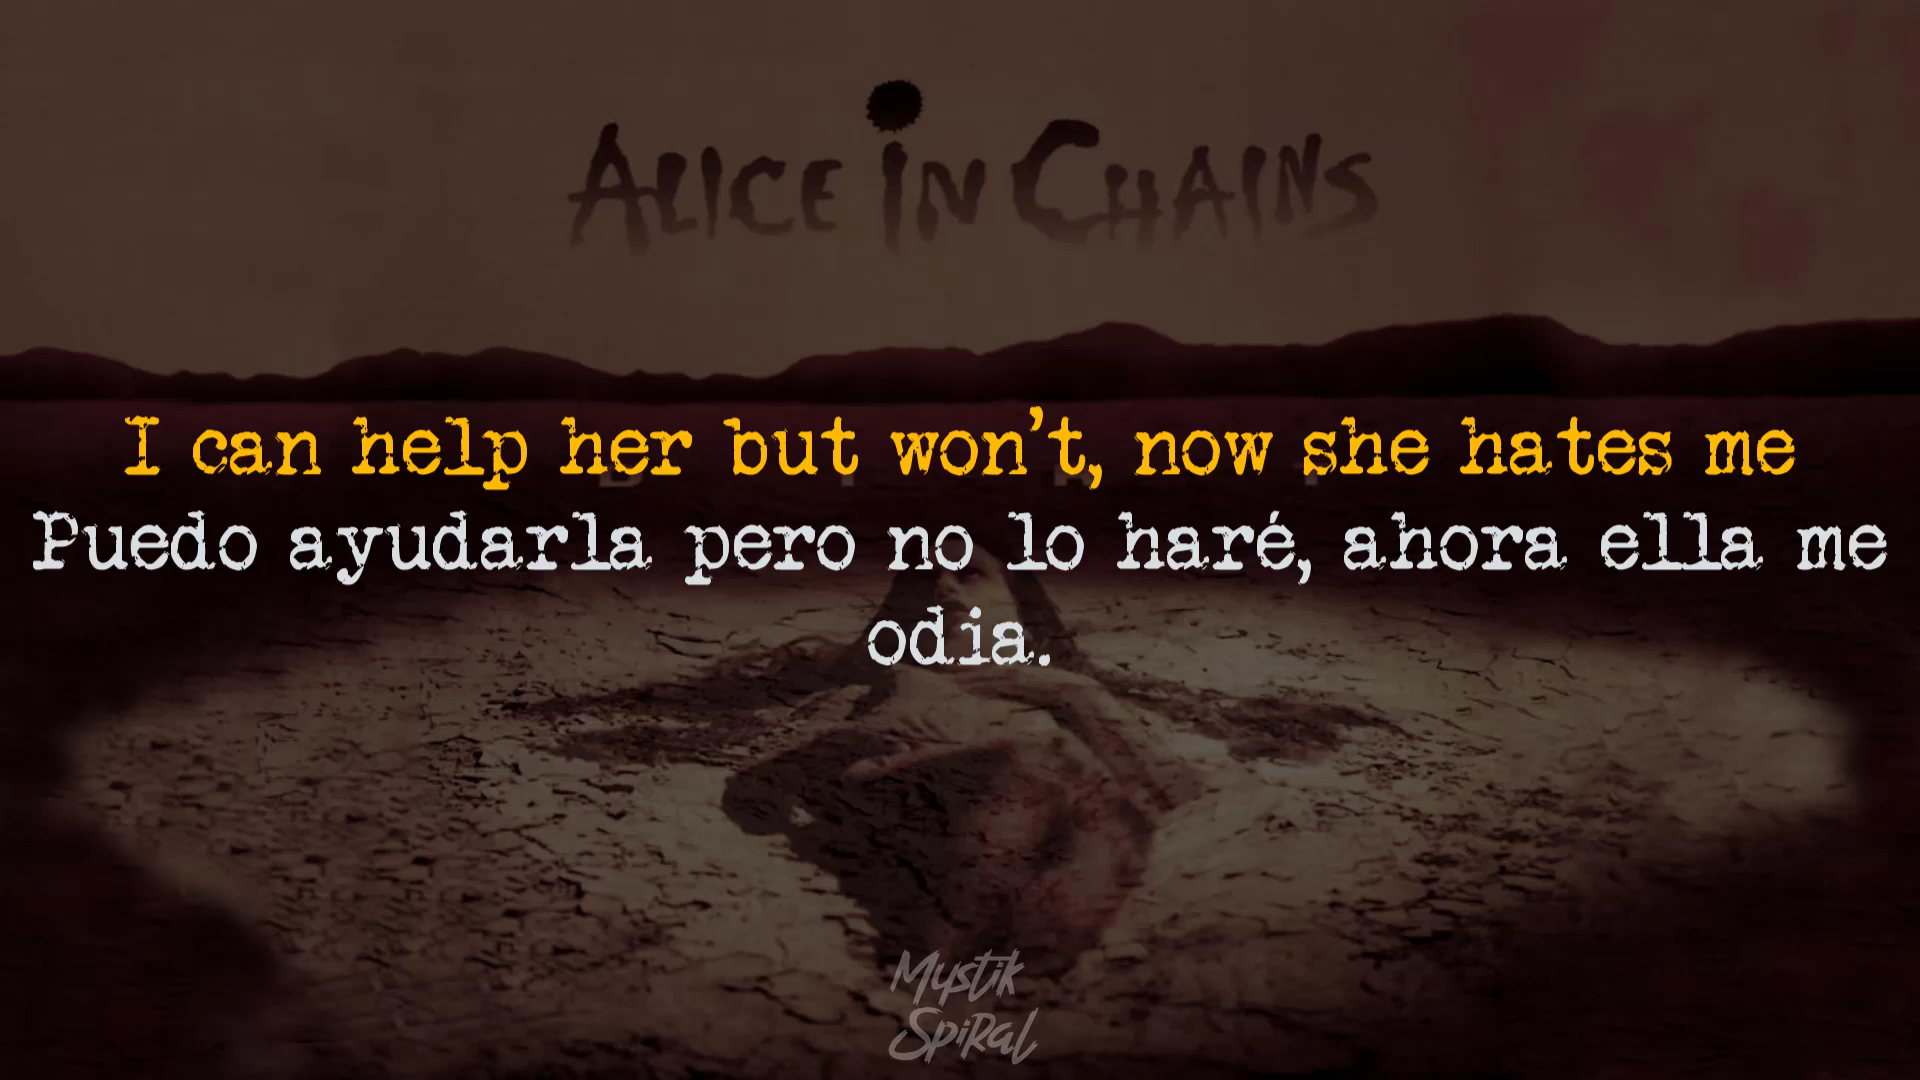 ALICE IN CHAINS
I can help her but won't, now she hates me
Puedo ayudarla pero no lo haré, ahora ella me
odia.
Mystik
Spiral